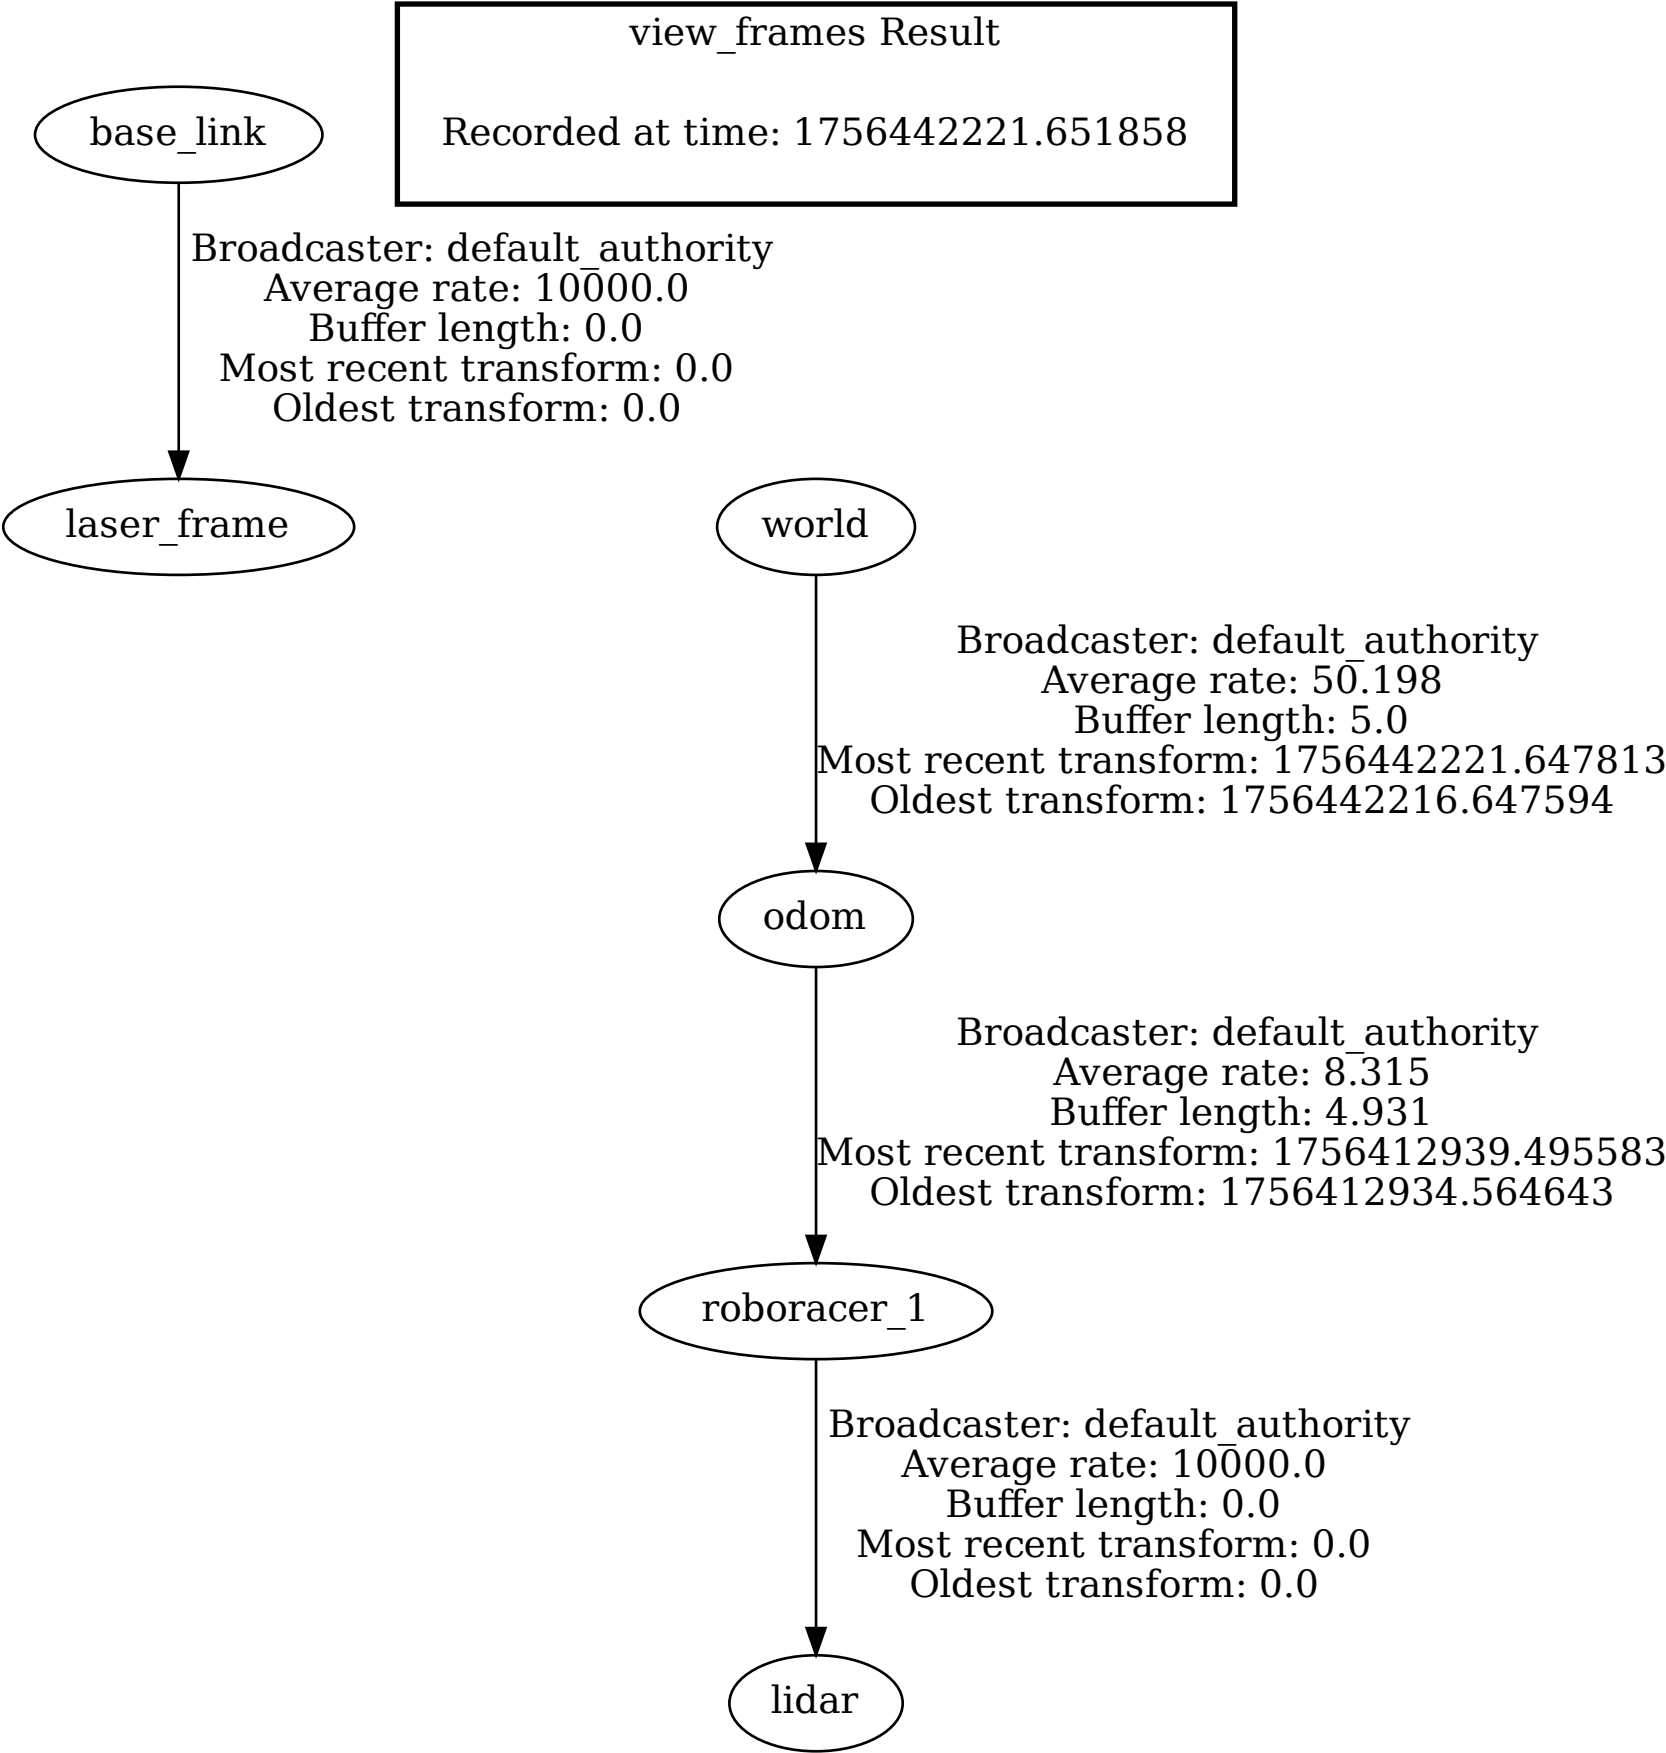 view_frames Result
Recorded at time: 1756442221.651858
base_link
Broadcaster: default_authority
Average rate: 10000.0
Buffer length: 0.0
Most recent transform: 0.0
Oldest transform: 0.0
laser_frame
world
Broadcaster: default_authority
Average rate: 50.198
Buffer length: 5.0
Most recent transform: 1756442221.647813
Oldest transform: 1756442216.647594
odom
Broadcaster: default_authority
Average rate: 8.315
Buffer length: 4.931
Most recent transform: 1756412939.495583
Oldest transform: 1756412934.564643
roboracer_1
Broadcaster: default_authority
Average rate: 10000.0
Buffer length: 0.0
Most recent transform: 0.0
Oldest transform: 0.0
lidar